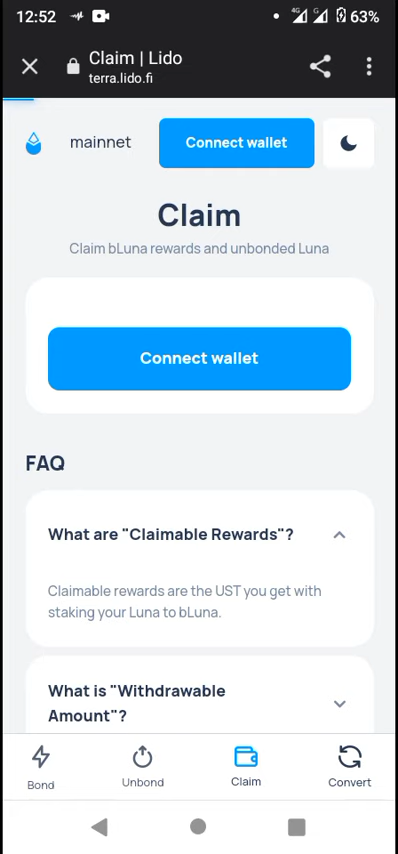 12:52
4G G 63%
Claim | Lido
terra.lido.fi
mainnet
Connect wallet
Claim
Claim bLuna rewards and unbonded Luna
Connect wallet
FAQ
What are "Claimable Rewards"?
Claimable rewards are the UST you get with
staking your Luna to bLuna.
What is "Withdrawable
Amount"?
Bond Unbond Claim Convert